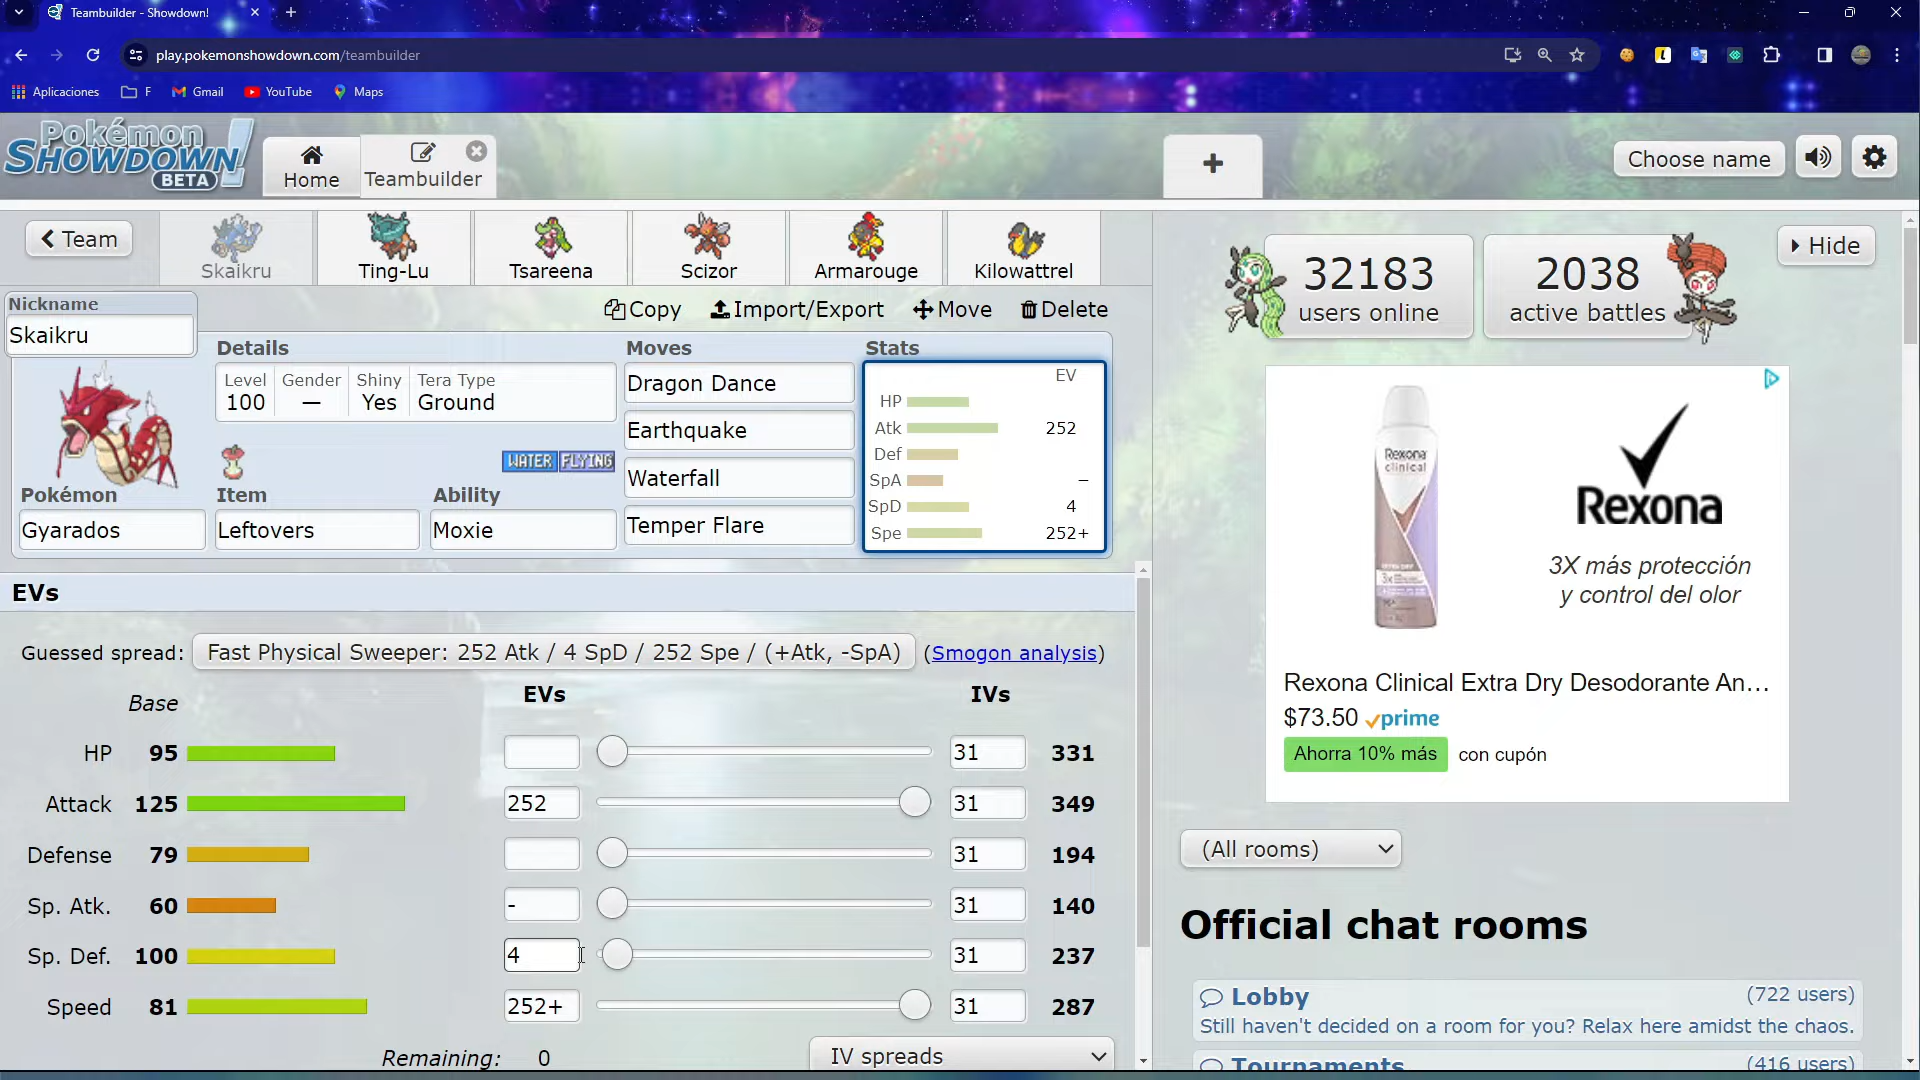 Teambuilder - Showdown!
play.pokemonshowdown.com/teambuilder
Aplicaciones
F
Gmail
YouTube
Maps
Pokémon
SHOWDOWN!
BETA
Home
Teambuilder
Choose name
Team
Skaikru
Ting-Lu
Tsareena
Scizor
Armarouge
Kilowattrel
Nickname
Skaikru
Copy
Import/Export
Move
Delete
Details
Level
100
Gender
—
Shiny
Yes
Tera Type
Ground
WATER
FLYING
Pokémon
Gyarados
Item
Leftovers
Ability
Moxie
Moves
Dragon Dance
Earthquake
Waterfall
Temper Flare
Stats
EV
HP
Atk 252
Def
SpA –
SpD 4
Spe 252+
EVs
Guessed spread: Fast Physical Sweeper: 252 Atk / 4 SpD / 252 Spe / (+Atk, -SpA) (Smogon analysis)
Base EVs IVs
HP 95 31 331
Attack 125 252 31 349
Defense 79 31 194
Sp. Atk. 60 - 31 140
Sp. Def. 100 4 31 237
Speed 81 252+ 31 287
Remaining: 0
IV spreads
32183
users online
2038
active battles
Hide
Rexona
clinical
EXTRA DRY
3X
Rexona
3X más protección
y control del olor
Rexona Clinical Extra Dry Desodorante An...
$73.50 prime
Ahorra 10% más con cupón
(All rooms)
Official chat rooms
Lobby (722 users)
Still haven't decided on a room for you? Relax here amidst the chaos.
Tournaments (416 users)